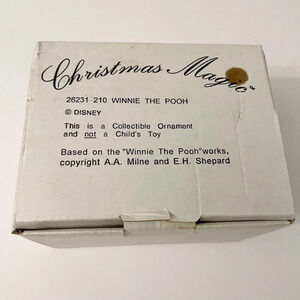 Christmas Magic™
26231-210 WINNIE THE POOH
© DISNEY
This is a Collectible Ornament
and not a Child's Toy
Based on the "Winnie The Pooh"works,
copyright A.A. Milne and E.H. Shepard